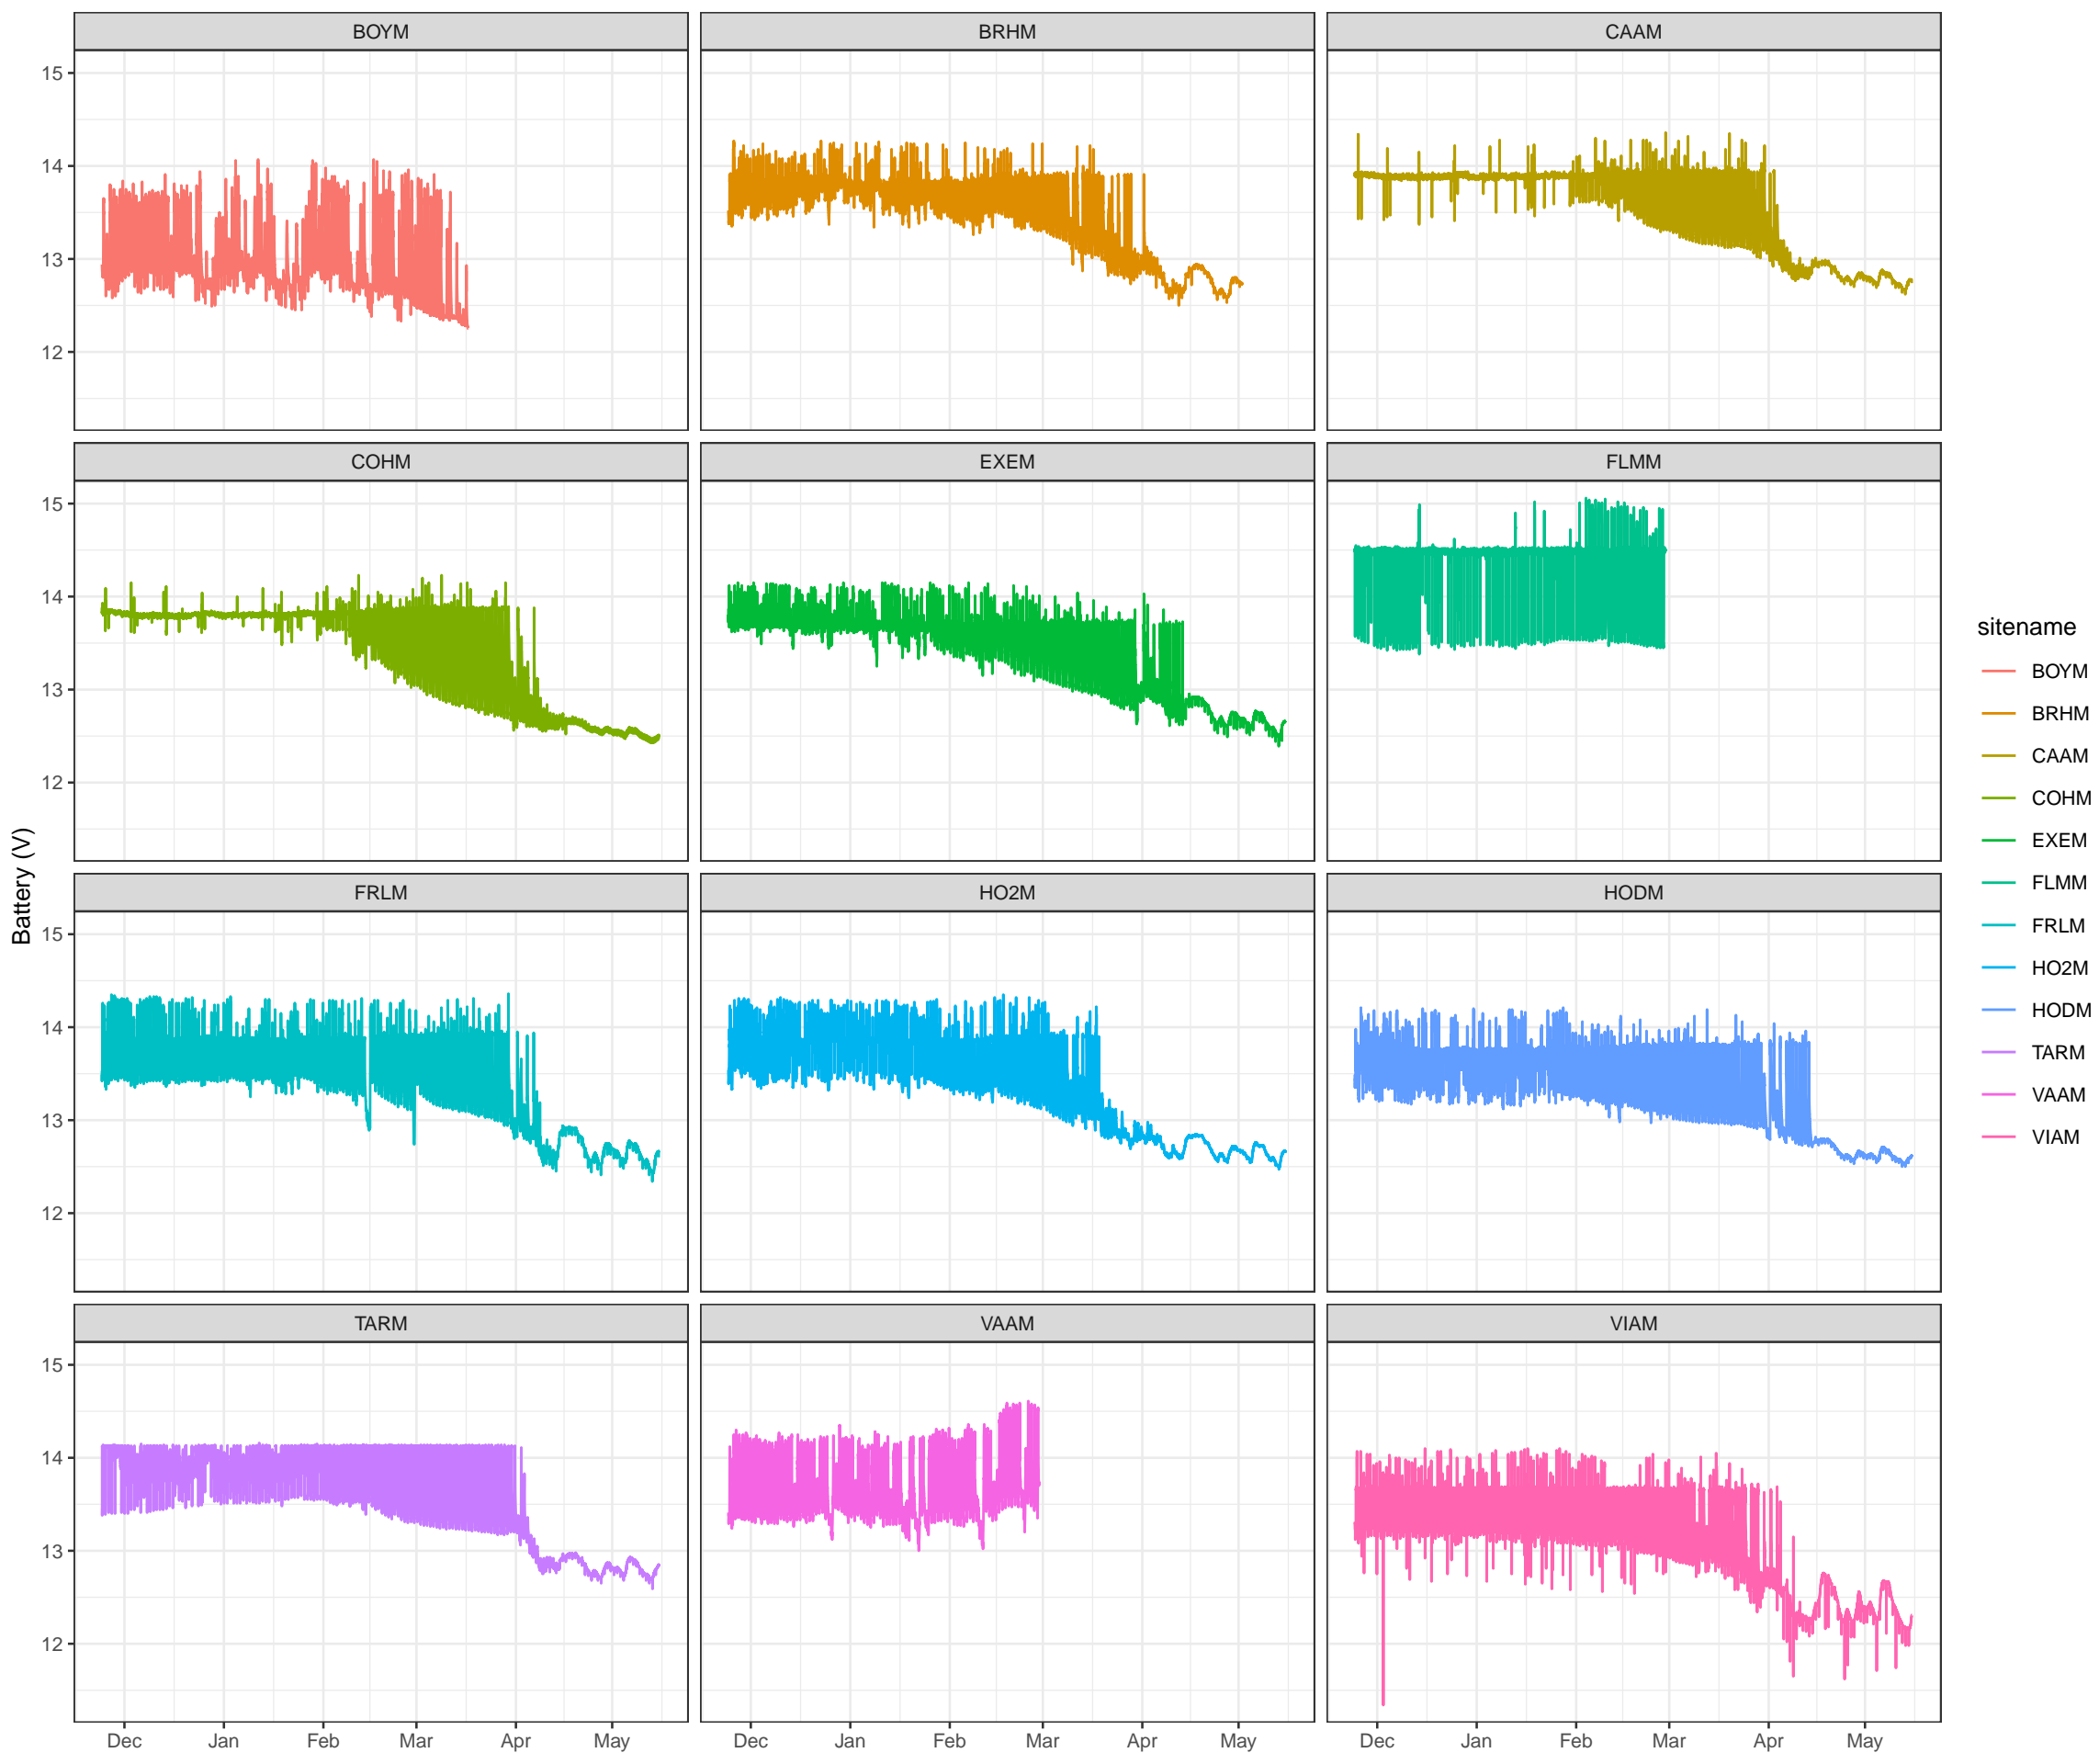 BOYM BRHM CAAM
15
14
13
12
COHM EXEM FLMM
15
14
13
12
FRLM HO2M HODM
15
14
13
12
TARM VAAM VIAM
15
14
13
12
Dec Jan Feb Mar Apr May Dec Jan Feb Mar Apr May Dec Jan Feb Mar Apr May
Battery (V)
sitename
BOYM
BRHM
CAAM
COHM
EXEM
FLMM
FRLM
HO2M
HODM
TARM
VAAM
VIAM